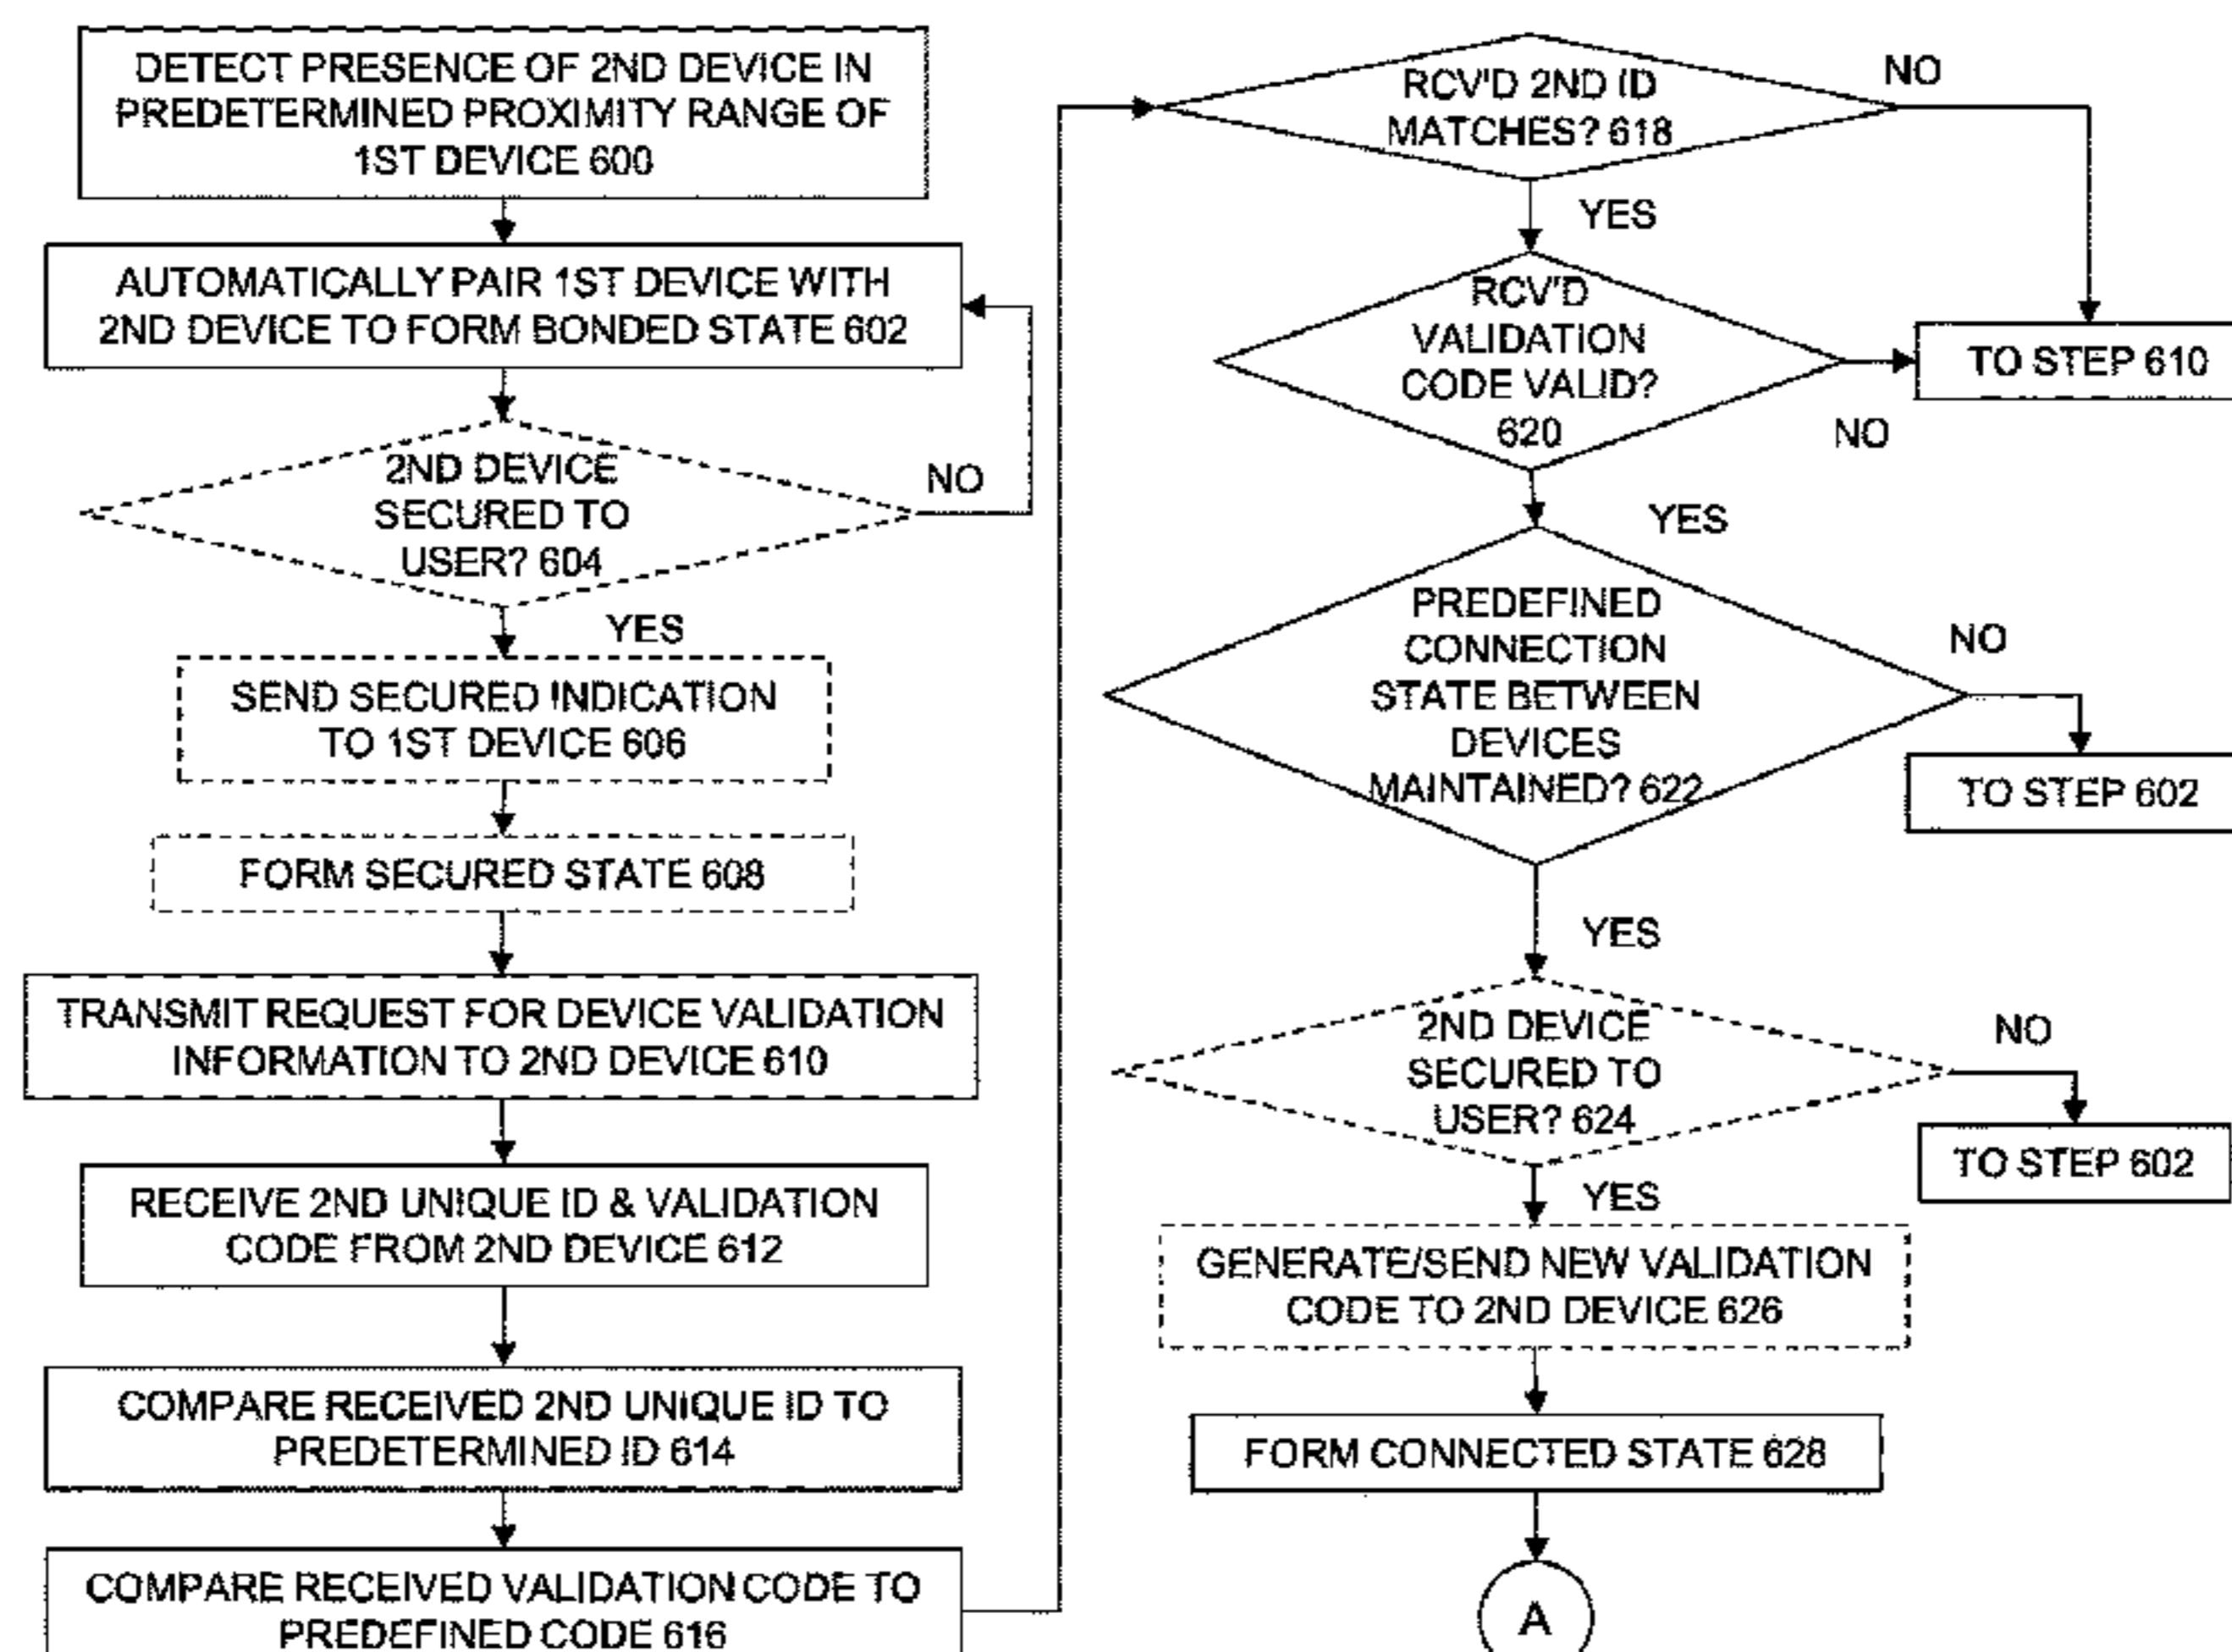 DETECT PRESENCE OF 2ND DEVICE IN
PREDETERMINED PROXIMITY RANGE OF
1ST DEVICE 600
AUTOMATICALLY PAIR 1ST DEVICE WITH
2ND DEVICE TO FORM BONDED STATE 602
2ND DEVICE
SECURED TO
USER? 604
NO
YES
SEND SECURED INDICATION
TO 1ST DEVICE 606
FORM SECURED STATE 608
TRANSMIT REQUEST FOR DEVICE VALIDATION
INFORMATION TO 2ND DEVICE 610
RECEIVE 2ND UNIQUE ID & VALIDATION
CODE FROM 2ND DEVICE 612
COMPARE RECEIVED 2ND UNIQUE ID TO
PREDETERMINED ID 614
COMPARE RECEIVED VALIDATION CODE TO
PREDEFINED CODE 616
RCV'D 2ND ID
MATCHES? 618
NO
YES
RCV'D
VALIDATION
CODE VALID?
620
TO STEP 610
NO
YES
PREDEFINED
CONNECTION
STATE BETWEEN
DEVICES
MAINTAINED? 622
NO
TO STEP 602
YES
2ND DEVICE
SECURED TO
USER? 624
NO
TO STEP 602
YES
GENERATE/SEND NEW VALIDATION
CODE TO 2ND DEVICE 626
FORM CONNECTED STATE 628
A